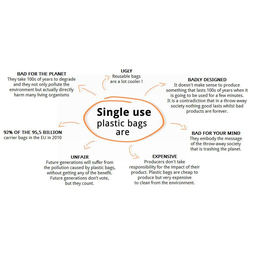 UGLY
Reusable bags
are a lot cooler !
BAD FOR THE PLANET
They take 100s of years to degrade
and they not only pollute the
environment but actually directly
harm many living organisms
BADLY DESIGNED
It doesn't make sense to produce
something that lasts 100s of years when it
is going to be used for a few minutes.
It is a contradiction that in a throw-away
society nothing good lasts whilst bad
products are forever.
Single use
plastic bags
are
92% OF THE 95,5 BILLION
carrier bags in the EU in 2010
BAD FOR YOUR MIND
They embody the message
of the throw-away society
that is trashing the planet.
UNFAIR
Future generations will suffer from
the pollution caused by plastic bags,
without getting any of the benefit.
Future generations don't vote,
but they count.
EXPENSIVE
Producers don't take
responsibility for the impact of their
product. Plastic bags are cheap to
produce but very expensive
to clean from the environment.